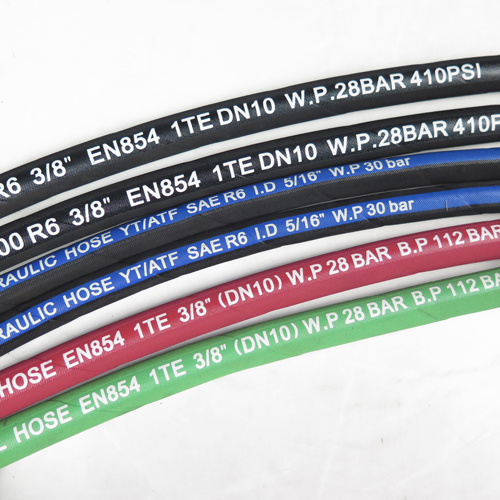 R6 3/8" EN854 1TE DN10 W.P.28BAR 410PSI
00 R6 3/8" EN854 1TE DN10 W.P.28BAR 410P
RAULIC HOSE YT/ATF SAE R6 I.D 5/16" W.P 30 bar
RAULIC HOSE YT/ATF SAE R6 I.D 5/16" W.P 30 bar
HOSE EN854 1TE 3/8" (DN10) W.P 28 BAR B.P 112 BAR
L HOSE EN854 1TE 3/8" (DN10) W.P 28 BAR B.P 112 BA